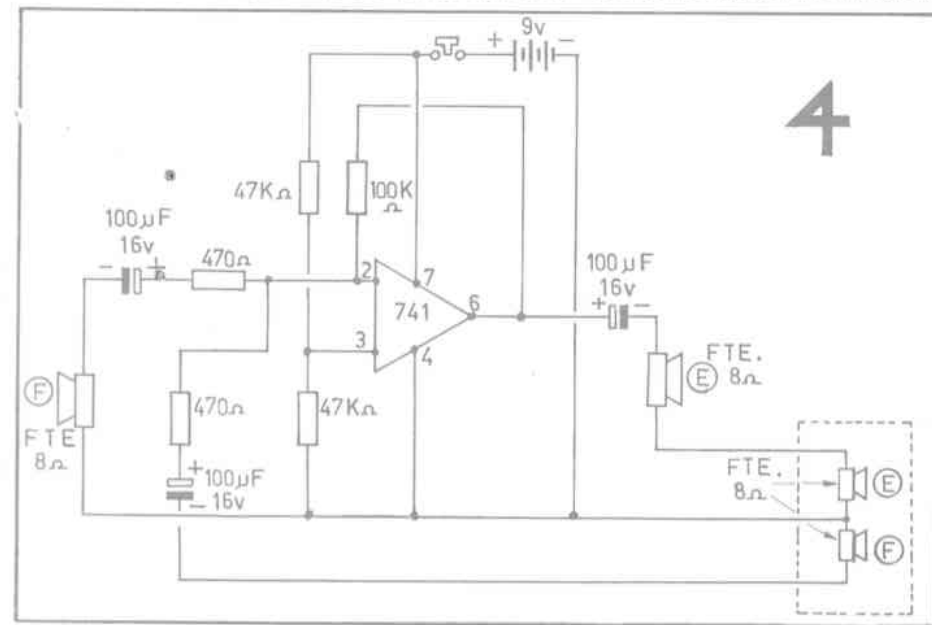 + 9v -
4
47KΩ
100K
Ω
100µF
16v
- +
470Ω
2
7
741
6
3
4
100µF
16v
+ -
F
FTE
8Ω
470Ω
47KΩ
E
FTE.
8Ω
+
100µF
- 16v
FTE.
8Ω
E
F